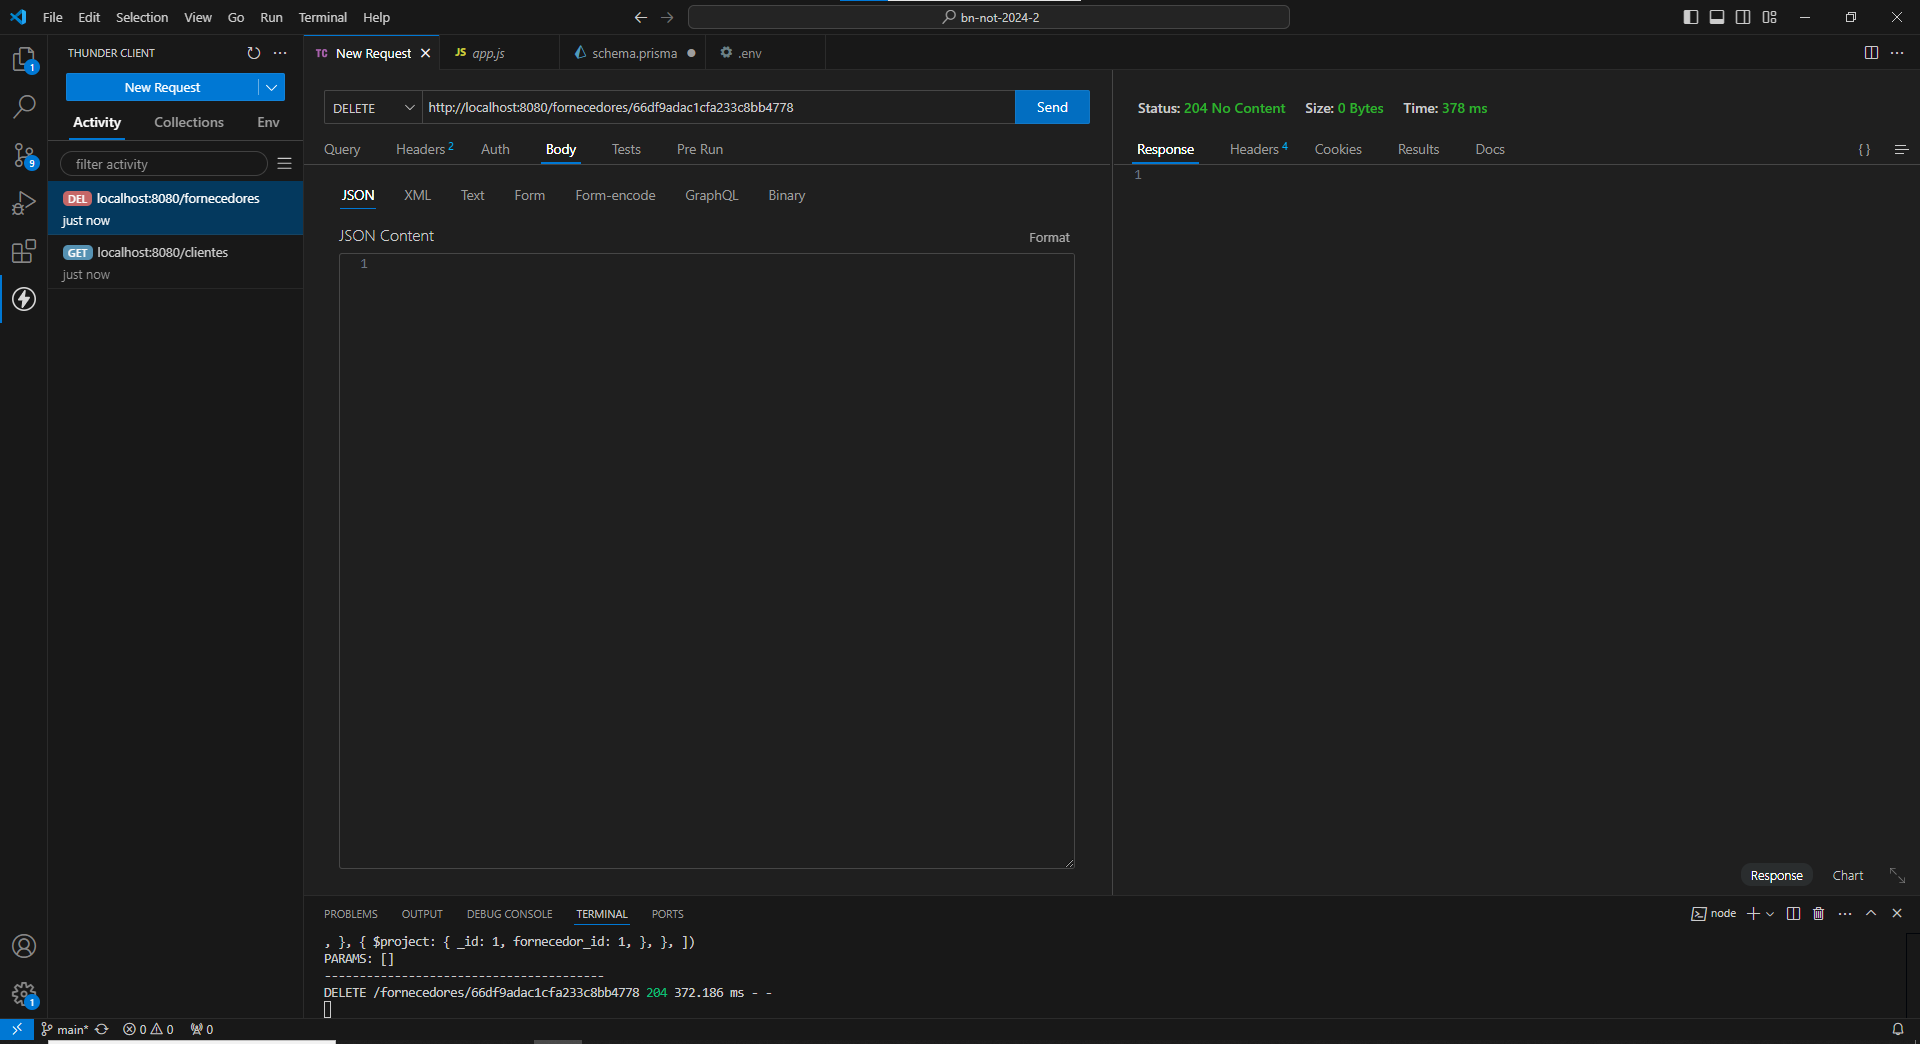 File Edit Selection View Go Run Terminal Help
bn-not-2024-2
THUNDER CLIENT
New Request
Activity Collections Env
filter activity
DEL localhost:8080/fornecedores
just now
GET localhost:8080/clientes
just now
1
9
1
TC New Request
JS app.js
schema.prisma
.env
DELETE http://localhost:8080/fornecedores/66df9adac1cfa233c8bb4778 Send
Query Headers 2 Auth Body Tests Pre Run
JSON XML Text Form Form-encode GraphQL Binary
JSON Content
Format
1
Status: 204 No Content Size: 0 Bytes Time: 378 ms
Response Headers 4 Cookies Results Docs
{ }
1
Response Chart
PROBLEMS OUTPUT DEBUG CONSOLE TERMINAL PORTS
node
, }, { $project: { _id: 1, fornecedor_id: 1, }, }, ])
PARAMS: []
----------------------------------------
DELETE /fornecedores/66df9adac1cfa233c8bb4778 204 372.186 ms - -
main* 0 0 0